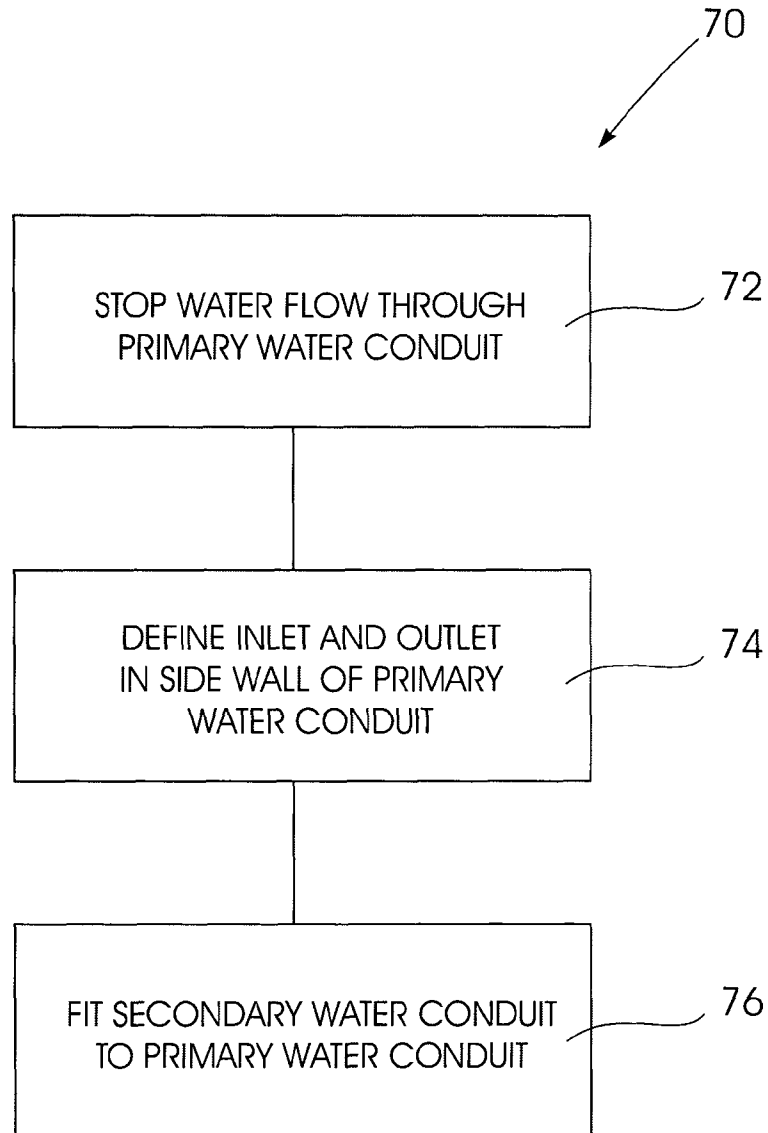 70
STOP WATER FLOW THROUGH
PRIMARY WATER CONDUIT
72
DEFINE INLET AND OUTLET
IN SIDE WALL OF PRIMARY
WATER CONDUIT
74
FIT SECONDARY WATER CONDUIT
TO PRIMARY WATER CONDUIT
76